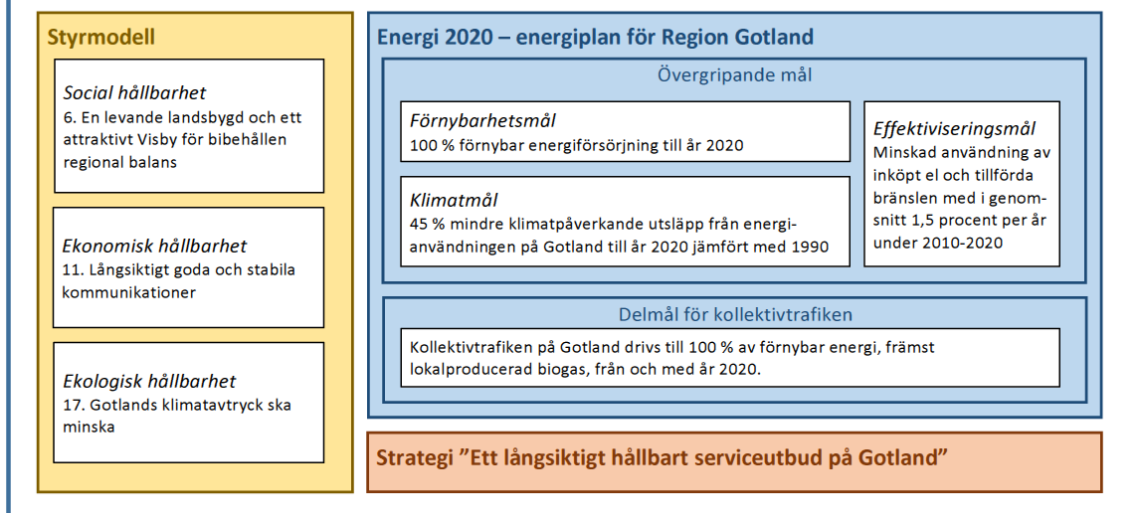 Styrmodell
Social hållbarhet
6. En levande landsbygd och ett
attraktivt Visby för bibehållen
regional balans
Ekonomisk hållbarhet
11. Långsiktigt goda och stabila
kommunikationer
Ekologisk hållbarhet
17. Gotlands klimatavtryck ska
minska
Energi 2020 – energiplan för Region Gotland
Övergripande mål
Förnybarhetsmål
100 % förnybar energiförsörjning till år 2020
Klimatmål
45 % mindre klimatpåverkande utsläpp från energi-
användningen på Gotland till år 2020 jämfört med 1990
Effektiviseringsmål
Minskad användning av
inköpt el och tillförda
bränslen med i genom-
snitt 1,5 procent per år
under 2010-2020
Delmål för kollektivtrafiken
Kollektivtrafiken på Gotland drivs till 100 % av förnybar energi, främst
lokalproducerad biogas, från och med år 2020.
Strategi ”Ett långsiktigt hållbart serviceutbud på Gotland”